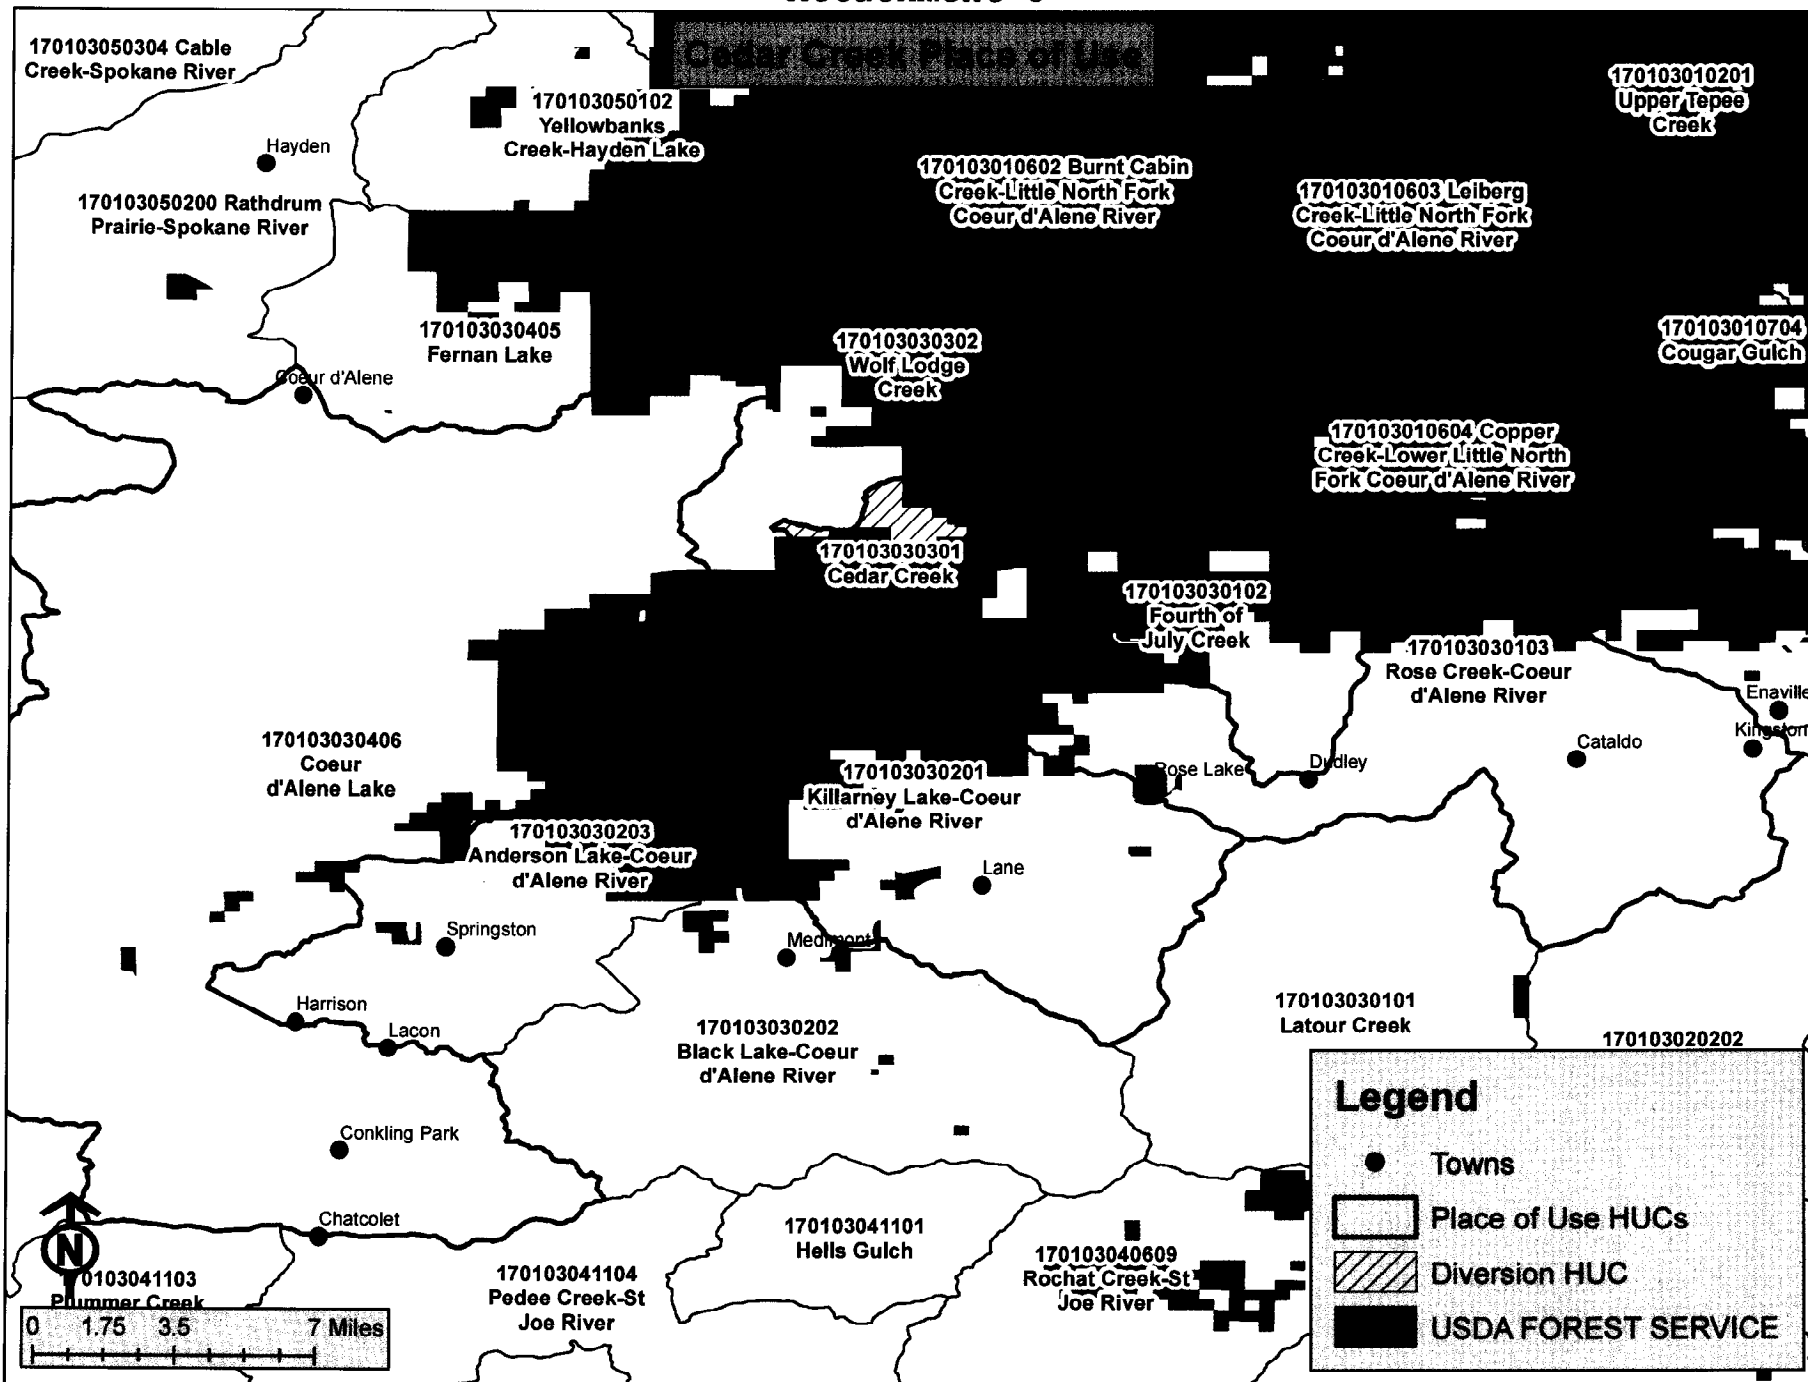 Cedar Creek Place of Use
170103050304 Cable
Creek-Spokane River
170103050102
Yellowbanks
Creek-Hayden Lake
170103010201
Upper Tepee
Creek
Hayden
170103050200 Rathdrum
Prairie-Spokane River
170103010602 Burnt Cabin
Creek-Little North Fork
Coeur d'Alene River
170103010603 Leiberg
Creek-Little North Fork
Coeur d'Alene River
170103030405
Fernan Lake
170103030302
Wolf Lodge
Creek
170103010704
Cougar Gulch
Coeur d'Alene
170103010604 Copper
Creek-Lower Little North
Fork Coeur d'Alene River
170103030301
Cedar Creek
170103030102
Fourth of
July Creek
170103030103
Rose Creek-Coeur
d'Alene River
Enaville
Kingston
Cataldo
Dudley
Rose Lake
170103030406
Coeur
d'Alene Lake
170103030201
Killarney Lake-Coeur
d'Alene River
170103030203
Anderson Lake-Coeur
d'Alene River
Lane
Springston
Medimont
Harrison
Lacon
170103030202
Black Lake-Coeur
d'Alene River
170103030101
Latour Creek
170103020202
Conkling Park
Chatcolet
170103041101
Hells Gulch
170103040609
Rochat Creek-St
Joe River
170103041104
Pedee Creek-St
Joe River
N
70103041103
Plummer Creek
0 1.75 3.5 7 Miles
Legend
Towns
Place of Use HUCs
Diversion HUC
USDA FOREST SERVICE